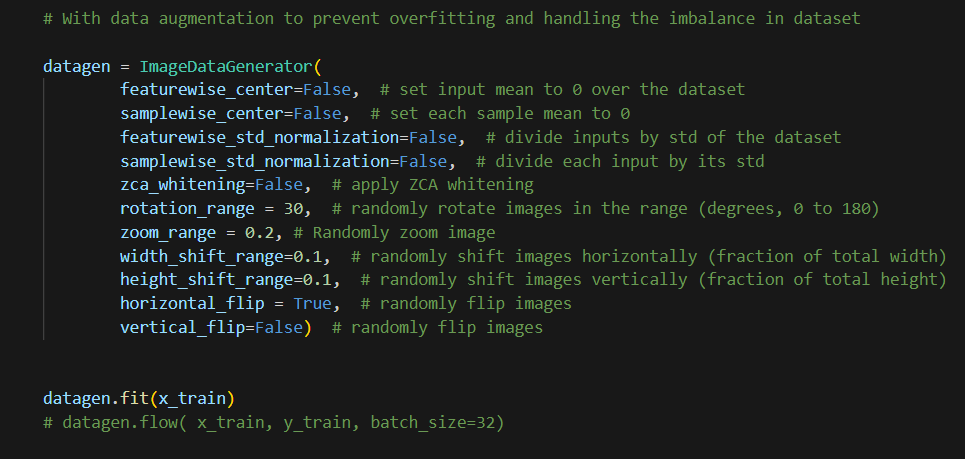 # With data augmentation to prevent overfitting and handling the imbalance in dataset
datagen = ImageDataGenerator(
featurewise_center=False,  # set input mean to 0 over the dataset
samplewise_center=False,  # set each sample mean to 0
featurewise_std_normalization=False,  # divide inputs by std of the dataset
samplewise_std_normalization=False,  # divide each input by its std
zca_whitening=False,  # apply ZCA whitening
rotation_range = 30,  # randomly rotate images in the range (degrees, 0 to 180)
zoom_range = 0.2, # Randomly zoom image
width_shift_range=0.1,  # randomly shift images horizontally (fraction of total width)
height_shift_range=0.1,  # randomly shift images vertically (fraction of total height)
horizontal_flip = True,  # randomly flip images
vertical_flip=False)  # randomly flip images
datagen.fit(x_train)
# datagen.flow( x_train, y_train, batch_size=32)